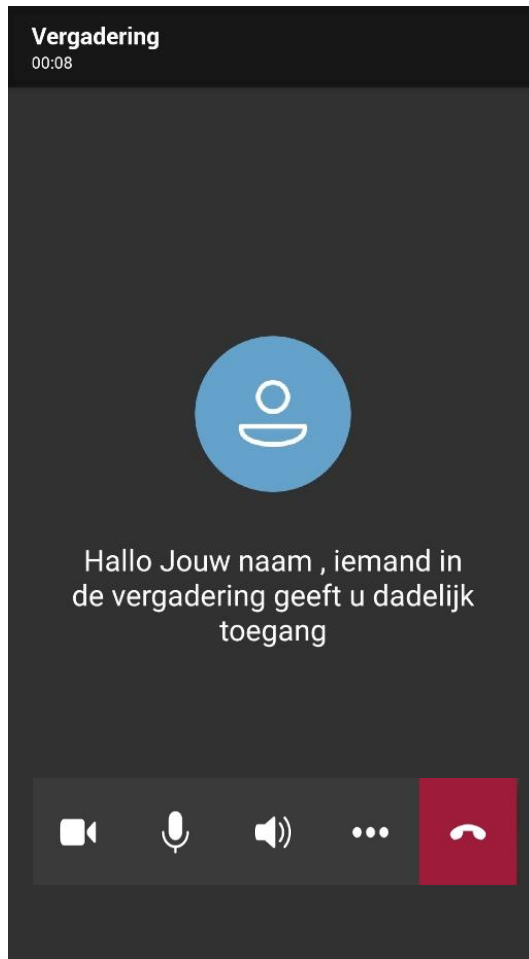 Vergadering
00:08
Hallo Jouw naam , iemand in
de vergadering geeft u dadelijk
toegang